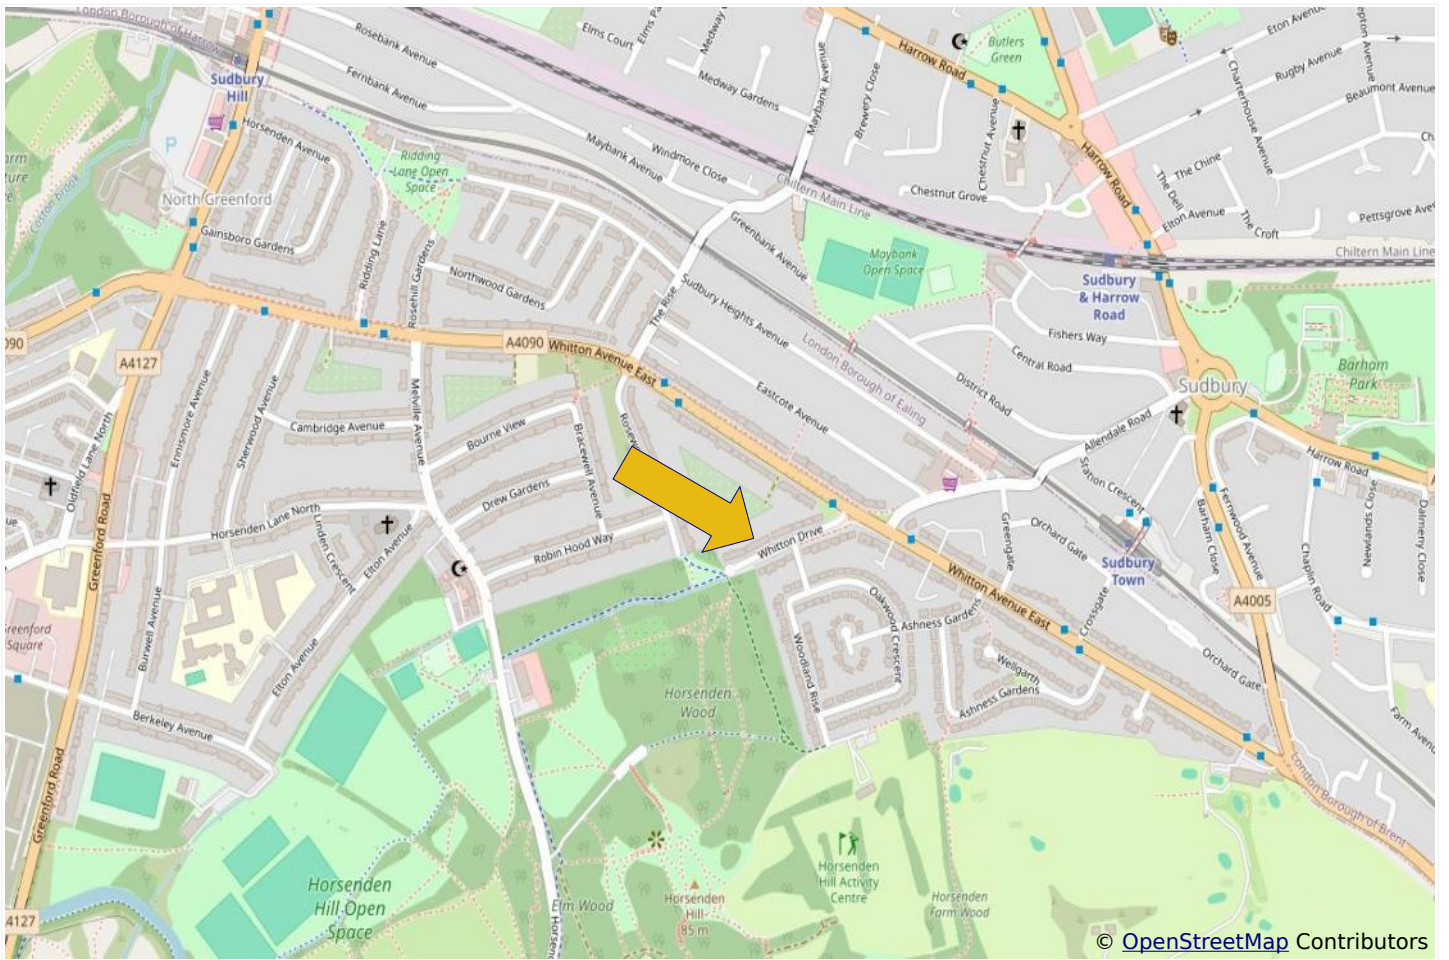 London Borough of Harrow
Rosebank Avenue
Elms Court
Medway Gardens
Harrow Road
Butlers
Green
Eton Avenue
Rugby Avenue
Beaumont Avenue
Charterhouse Avenue
Sudbury
Hill
Fernbank Avenue
Maybank Avenue
Brewery Close
Chestnut Avenue
Horsenden Avenue
P
Maybank Avenue
Windmore Close
Harrow Road
The Chine
The Dell
Ridding
Lane Open
Space
Chiltern Main Line
Chestnut Grove
Elton Avenue
The Croft
North Greenford
Costons Brook
Gainsboro Gardens
Ridding Lane
Rosehill Gardens
Northwood Gardens
Greenbank Avenue
Maybank
Open Space
Chiltern Main Line
Sudbury
& Harrow
Road
The Rise
Sudbury Heights Avenue
London Borough of Ealing
Fishers Way
Central Road
District Road
A4127
A4090
Whitton Avenue East
Sudbury
Barham
Park
Eastcote Avenue
Allendale Road
Harrow Road
Oldfield Lane North
Ennismore Avenue
Sherwood Avenue
Cambridge Avenue
Melville Avenue
Bourne View
Bracewell Avenue
Drew Gardens
Robin Hood Way
Horsenden Lane North
Linden Crescent
Elton Avenue
Greenford Road
Whitton Drive
Station Crescent
Greengate
Orchard Gate
Sudbury
Town
Barham Close
Fernwood Avenue
Newlands Close
Dalmeny Close
Chaplin Road
A4005
Whitton Avenue East
Crossgate
Oakwood Crescent
Ashness Gardens
Woodland Rise
Wellgarth
Ashness Gardens
Orchard Gate
Farm Avenue
Greenford
Square
Burwell Avenue
Elton Avenue
Berkeley Avenue
Horsenden
Wood
Greenford Road
London Borough of Brent
Horsenden
Hill Open
Space
Elm Wood
Horsenden
Hill
85 m
Horsenden
Hill Activity
Centre
Horsenden
Farm Wood
4127
© OpenStreetMap Contributors